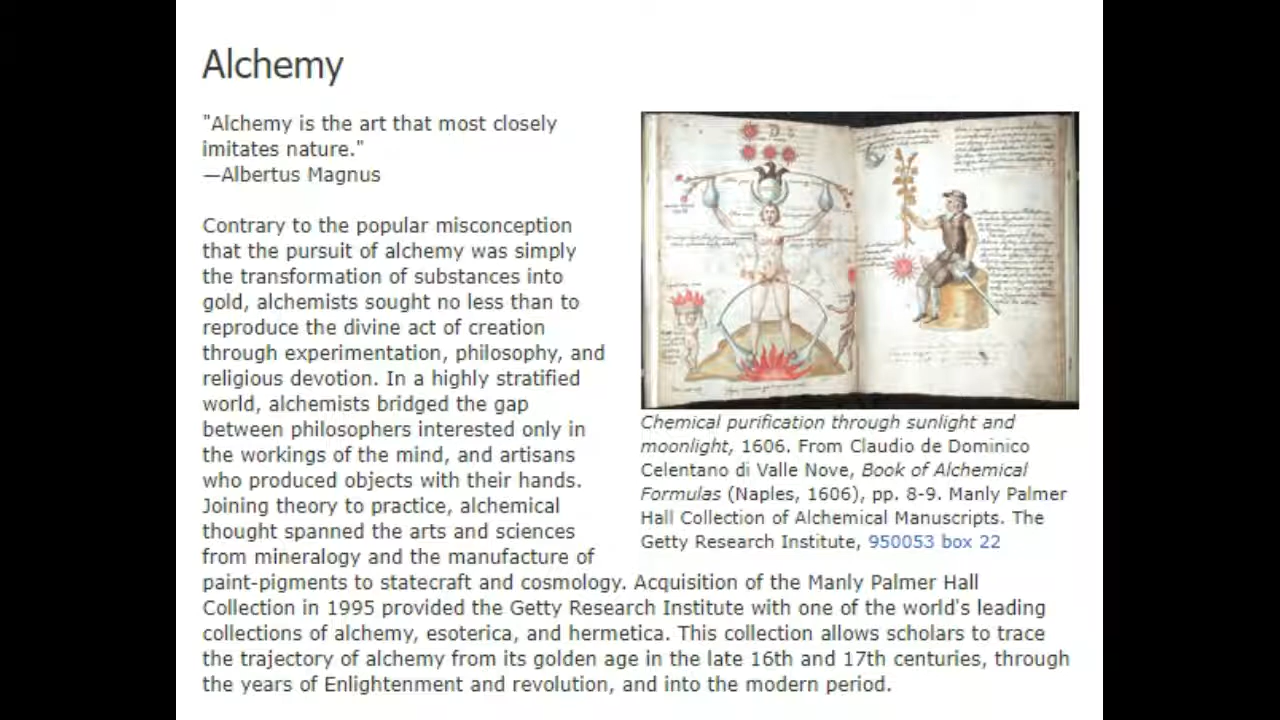 Alchemy
"Alchemy is the art that most closely
imitates nature."
—Albertus Magnus
Contrary to the popular misconception
that the pursuit of alchemy was simply
the transformation of substances into
gold, alchemists sought no less than to
reproduce the divine act of creation
through experimentation, philosophy, and
religious devotion. In a highly stratified
world, alchemists bridged the gap
between philosophers interested only in
the workings of the mind, and artisans
who produced objects with their hands.
Joining theory to practice, alchemical
thought spanned the arts and sciences
from mineralogy and the manufacture of
paint-pigments to statecraft and cosmology. Acquisition of the Manly Palmer Hall
Collection in 1995 provided the Getty Research Institute with one of the world's leading
collections of alchemy, esoterica, and hermetica. This collection allows scholars to trace
the trajectory of alchemy from its golden age in the late 16th and 17th centuries, through
the years of Enlightenment and revolution, and into the modern period.
Chemical purification through sunlight and
moonlight, 1606. From Claudio de Dominico
Celentano di Valle Nove, Book of Alchemical
Formulas (Naples, 1606), pp. 8-9. Manly Palmer
Hall Collection of Alchemical Manuscripts. The
Getty Research Institute, 950053 box 22